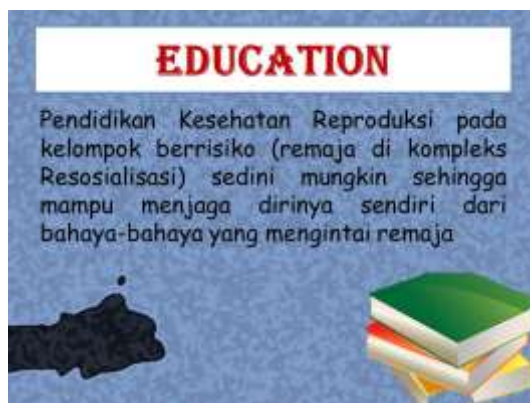 EDUCATION
Pendidikan Kesehatan Reproduksi pada
kelompok berrisiko (remaja di kompleks
Resosialisasi) sedini mungkin sehingga
mampu menjaga dirinya sendiri dari
bahaya-bahaya yang mengintai remaja